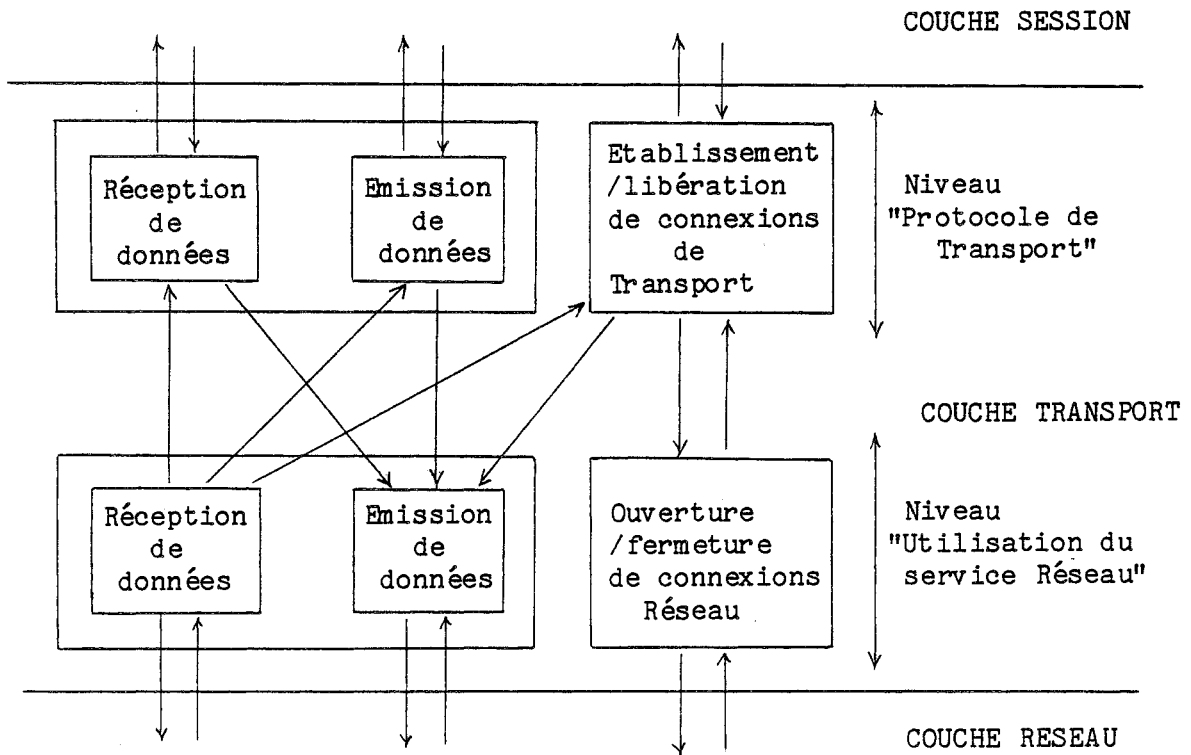 COUCHE SESSION
Réception
de
données
Emission
de
données
Etablissement
/libération
de connexions
de
Transport
Niveau
"Protocole de
Transport"
COUCHE TRANSPORT
Réception
de
données
Emission
de
données
Ouverture
/fermeture
de connexions
Réseau
Niveau
"Utilisation du
service Réseau"
COUCHE RESEAU